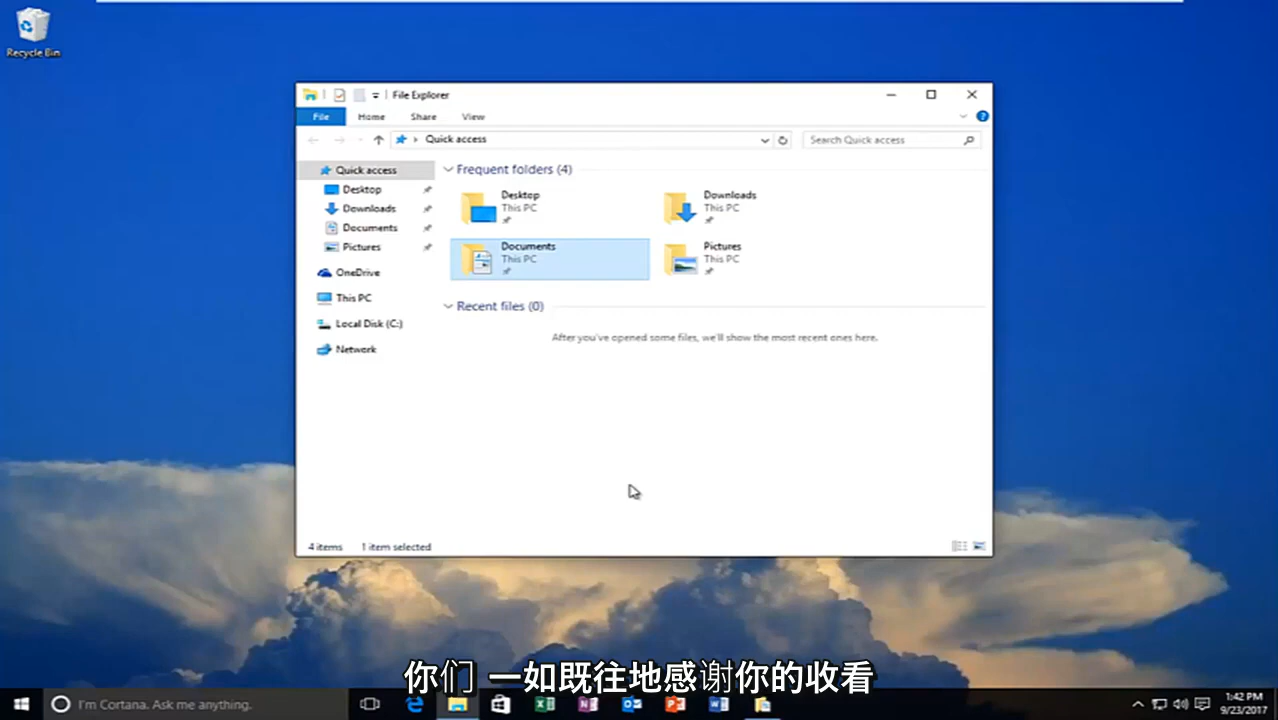 Recycle Bin
File Explorer
File Home Share View
Quick access
Search Quick access
Quick access
Desktop
Downloads
Documents
Pictures
OneDrive
This PC
Local Disk (C:)
Network
Frequent folders (4)
Desktop
This PC
Downloads
This PC
Documents
This PC
Pictures
This PC
Recent files (0)
After you've opened some files, we'll show the most recent ones here.
4 items 1 item selected
你们 一如既往地感谢你的收看
I'm Cortana. Ask me anything.
1:42 PM
9/23/2017